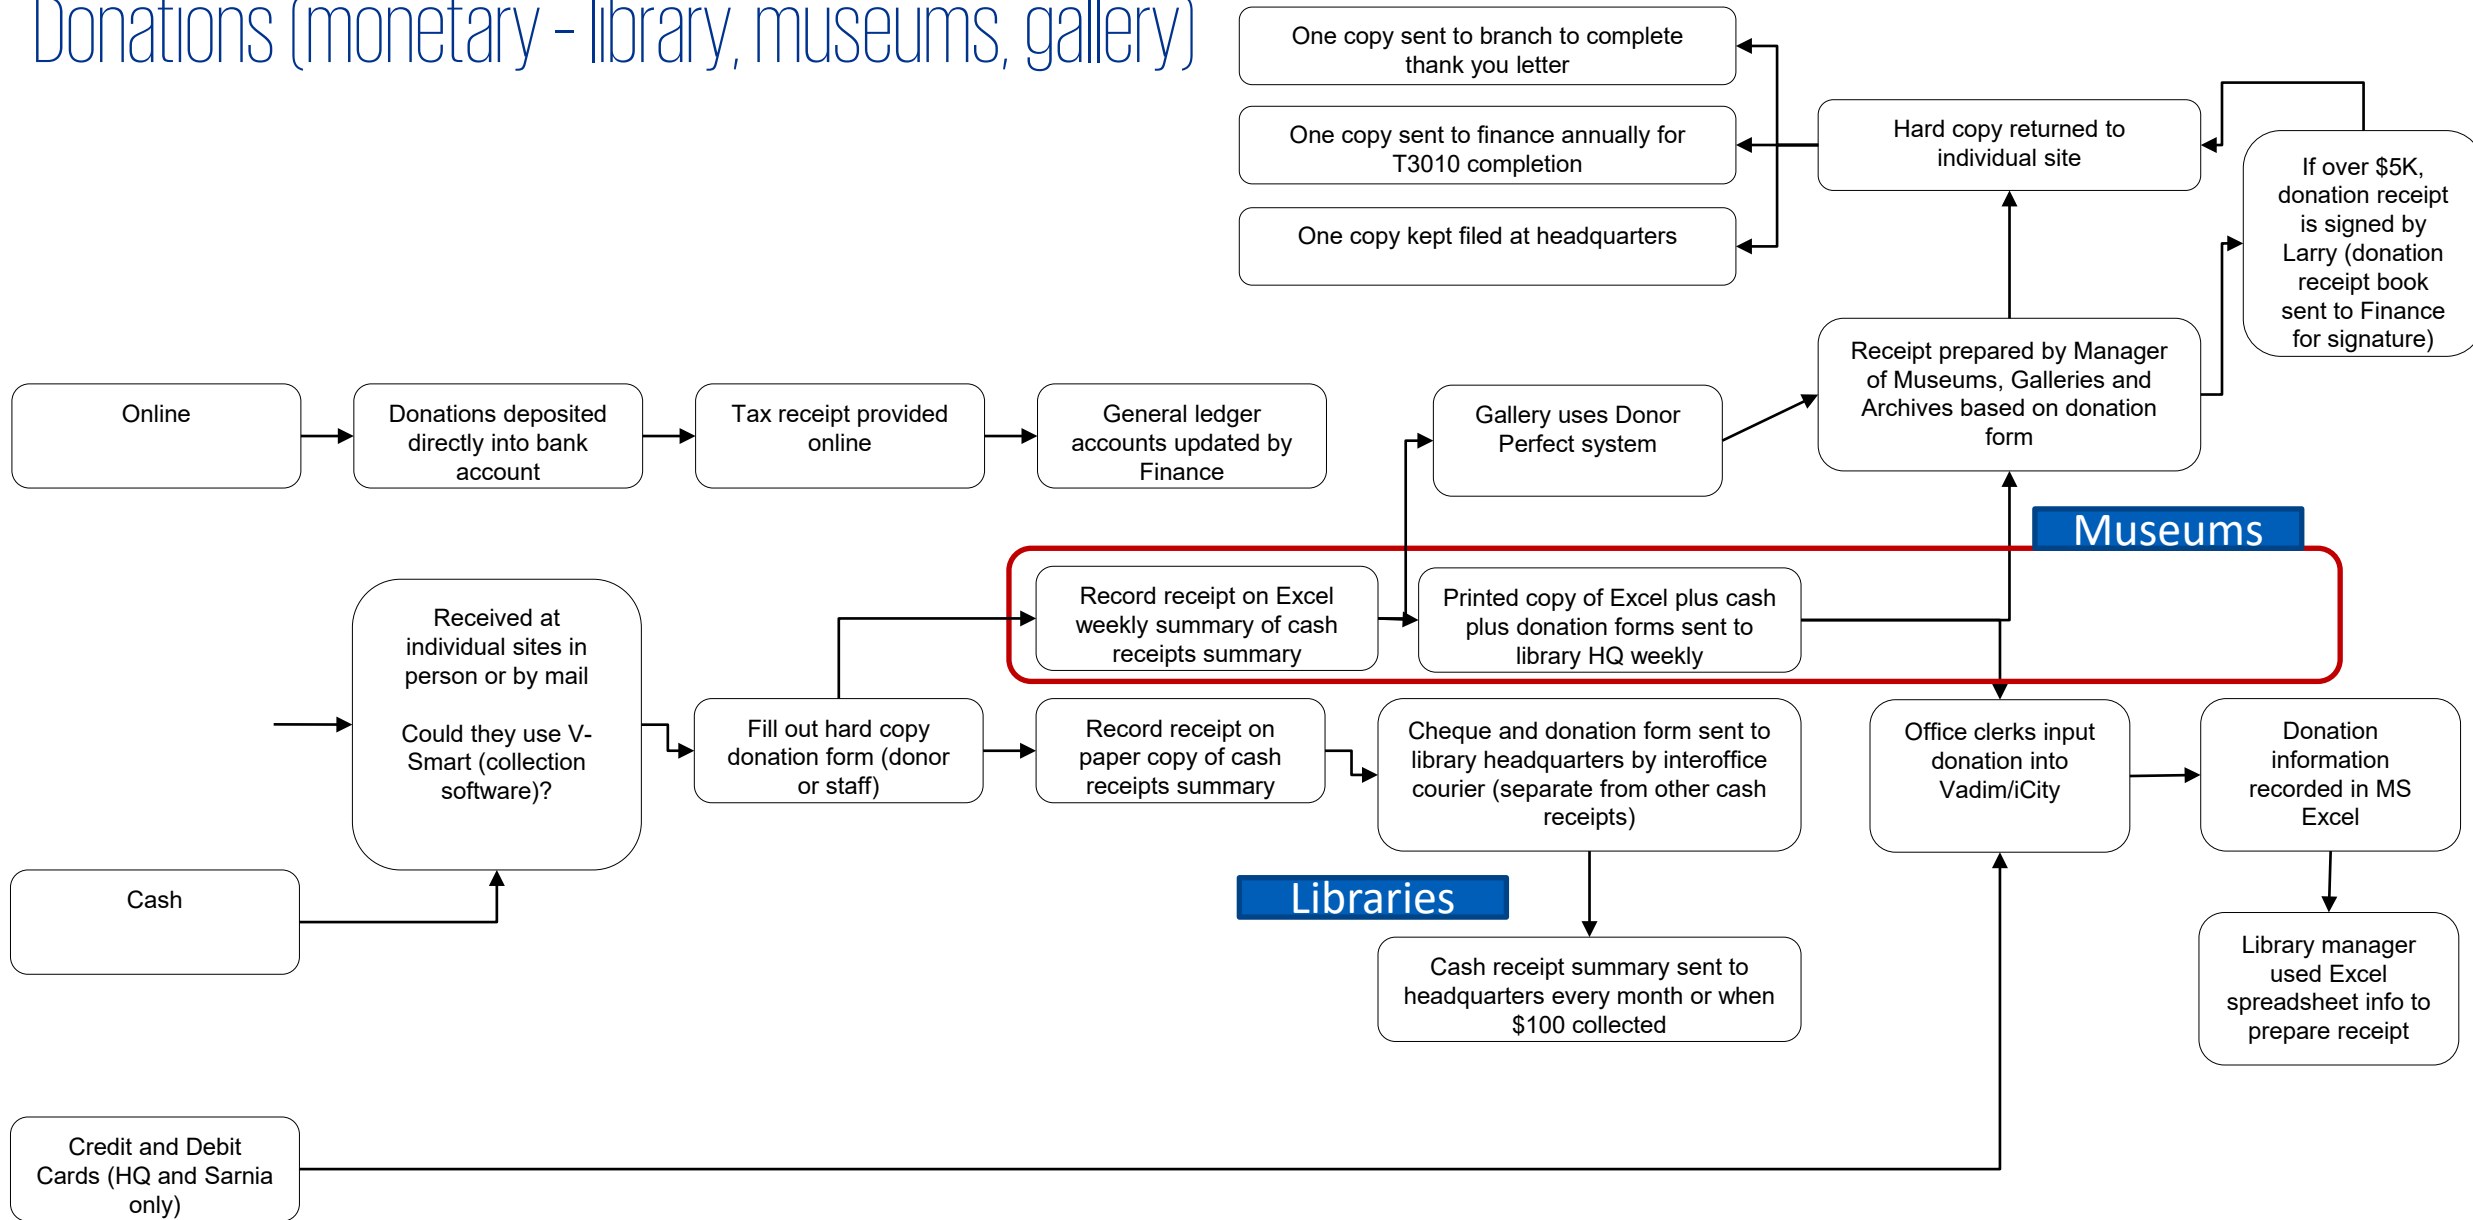 Donations (monetary – library, museums, gallery)
One copy sent to branch to complete
thank you letter
One copy sent to finance annually for
T3010 completion
One copy kept filed at headquarters
Hard copy returned to
individual site
If over $5K,
donation receipt
is signed by
Larry (donation
receipt book
sent to Finance
for signature)
Receipt prepared by Manager
of Museums, Galleries and
Archives based on donation
form
Online
Donations deposited
directly into bank
account
Tax receipt provided
online
General ledger
accounts updated by
Finance
Gallery uses Donor
Perfect system
Museums
Received at
individual sites in
person or by mail
Could they use V-
Smart (collection
software)?
Record receipt on Excel
weekly summary of cash
receipts summary
Printed copy of Excel plus cash
plus donation forms sent to
library HQ weekly
Fill out hard copy
donation form (donor
or staff)
Record receipt on
paper copy of cash
receipts summary
Cheque and donation form sent to
library headquarters by interoffice
courier (separate from other cash
receipts)
Office clerks input
donation into
Vadim/iCity
Donation
information
recorded in MS
Excel
Cash
Libraries
Cash receipt summary sent to
headquarters every month or when
$100 collected
Library manager
used Excel
spreadsheet info to
prepare receipt
Credit and Debit
Cards (HQ and Sarnia
only)